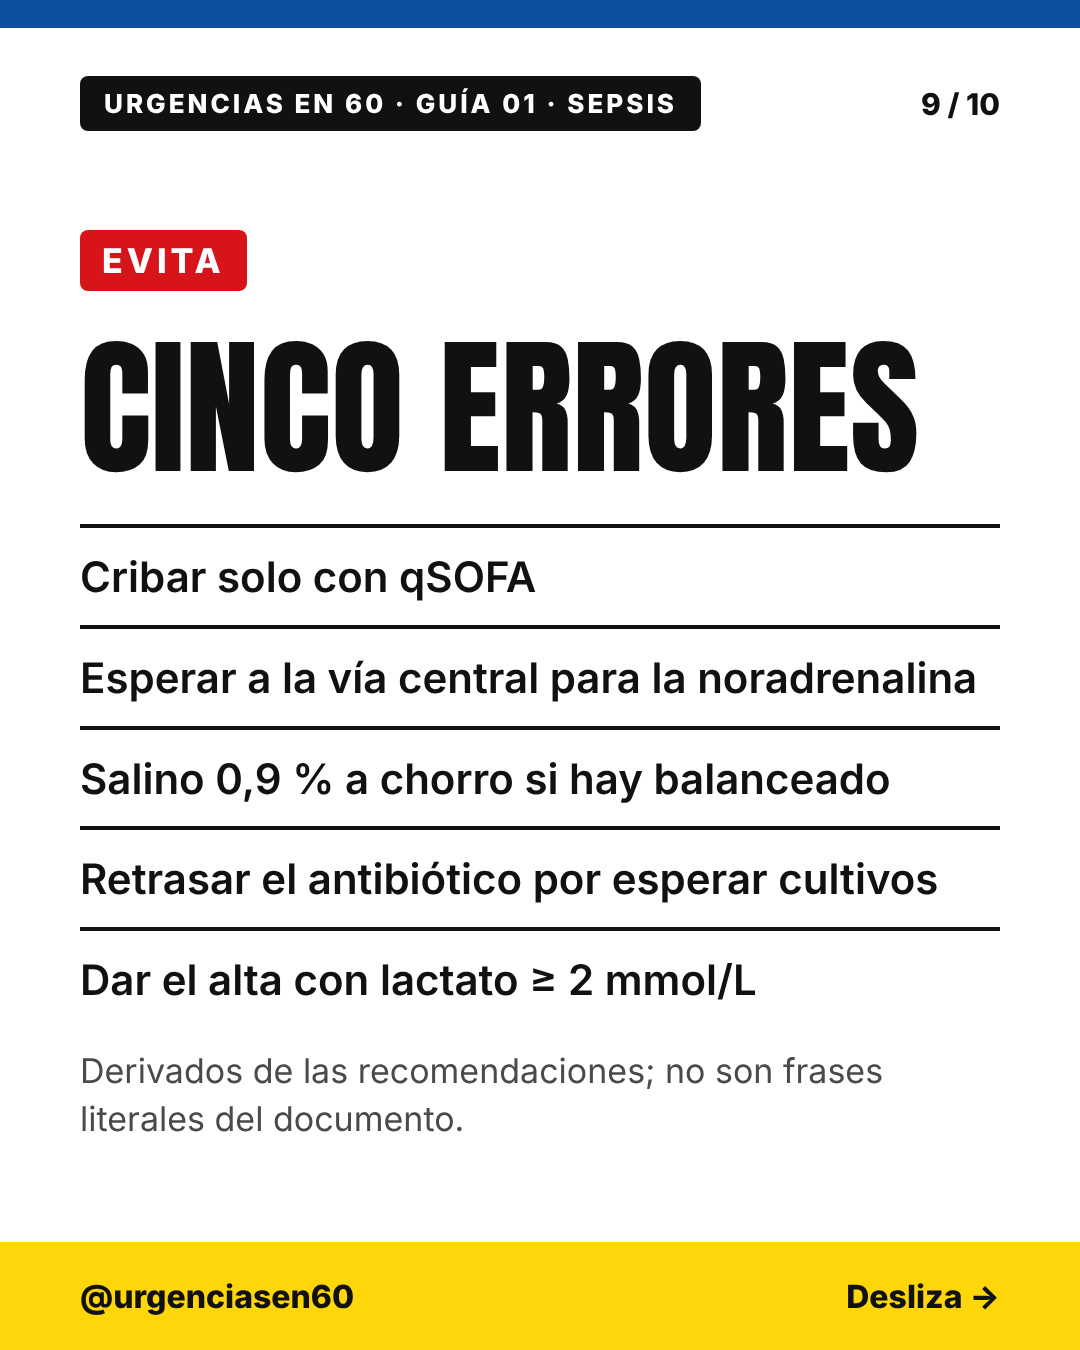 URGENCIAS EN 60 · GUÍA 01 · SEPSIS
9 / 10
EVITA
CINCO ERRORES
Cribar solo con qSOFA
Esperar a la vía central para la noradrenalina
Salino 0,9 % a chorro si hay balanceado
Retrasar el antibiótico por esperar cultivos
Dar el alta con lactato ≥ 2 mmol/L
Derivados de las recomendaciones; no son frases
literales del documento.
@urgenciasen60
Desliza →